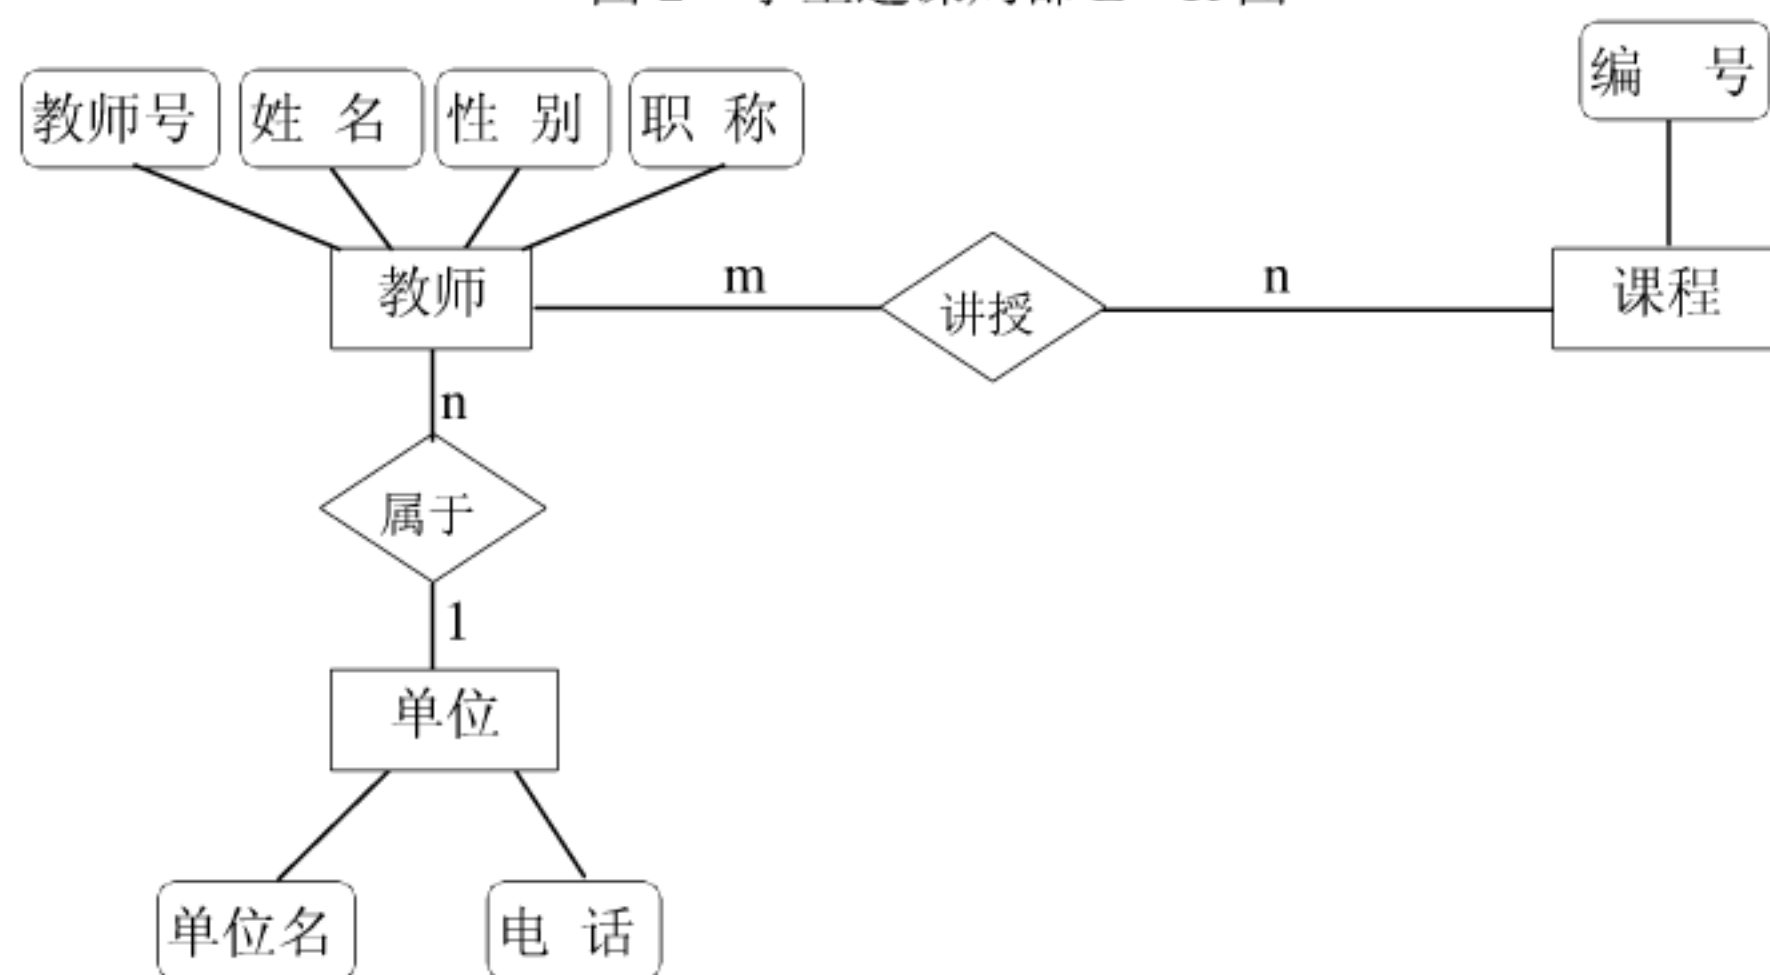 编 号
教师号 姓 名 性 别 职 称
教师 m 讲授 n 课程
n
属于
1
单位
单位名 电 话